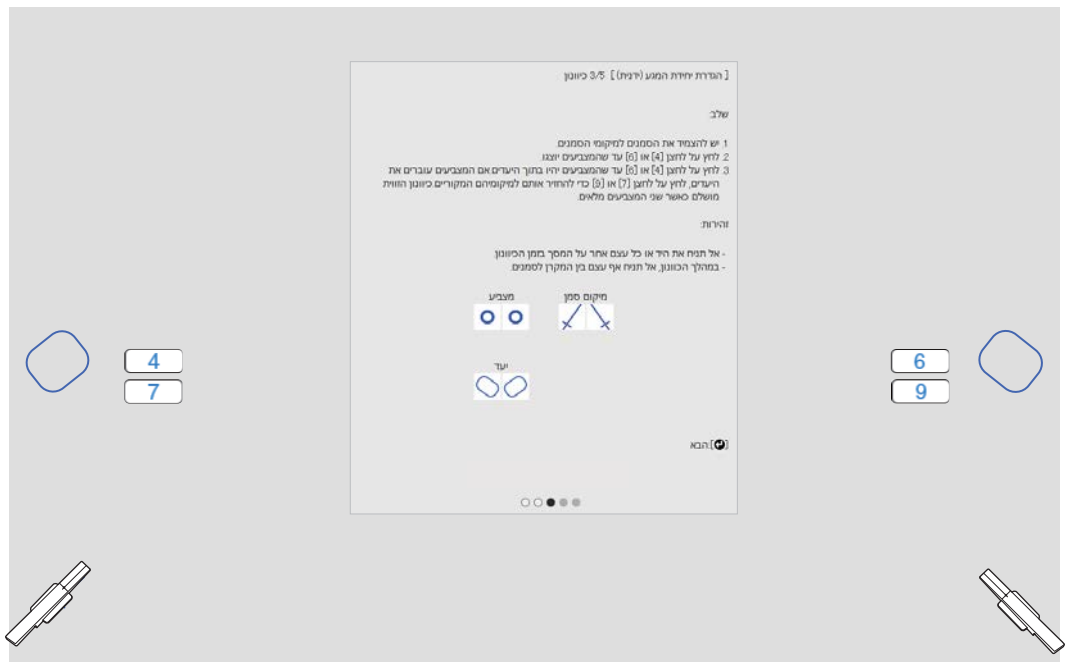 [ הגדרת יחידת המגע (ידנית) ] 3/5 כיוונון
שלב:
1. יש להצמיד את הסמנים למיקומי הסמנים.
2. לחץ על לחצן [4] או [6] עד שהמצביעים יוצגו.
3. לחץ על לחצן [4] או [6] עד שהמצביעים יהיו בתוך היעדים.אם המצביעים עוברים את
היעדים, לחץ על לחצן [7] או [9] כדי להחזיר אותם למיקומיהם המקוריים כיוונון הזווית
מושלם כאשר שני המצביעים מלאים.
זהירות:
- אל תניח את היד או כל עצם אחר על המסך בזמן הכיוונון.
- במהלך הכוונון, אל תניח אף עצם בין המקרן לסמנים.
מיקום סמן
מצביע
יעד
4
7
6
9
[ ]:הבא